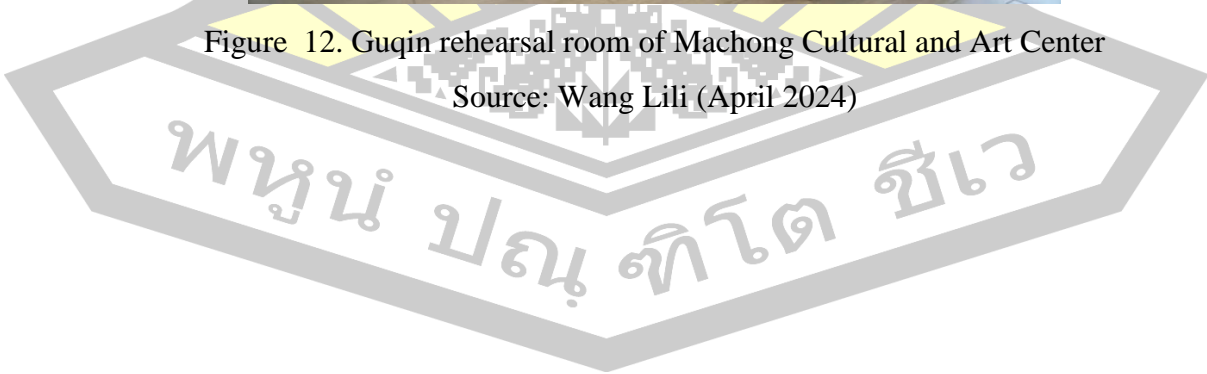 Figure 12. Guqin rehearsal room of Machong Cultural and Art Center
Source: Wang Lili (April 2024)
พหูนํ ปณฺฑิโต ชีเว